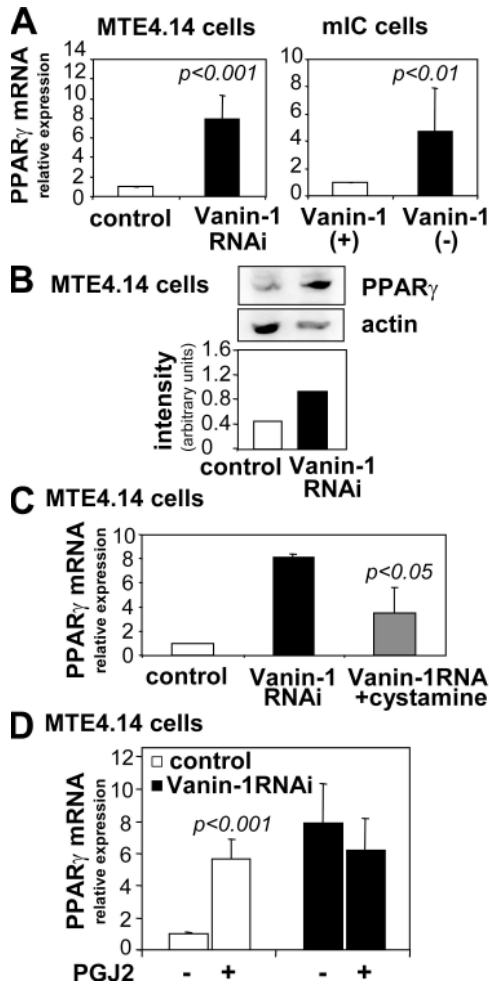 A MTE4.14 cells mIC cells
PPARγ mRNA
relative expression
14
12
10
8
6
4
2
0
p<0.001
control Vanin-1
RNAi
10
8
6
4
2
0
p<0.01
Vanin-1 Vanin-1
(+) (-)
B MTE4.14 cells
PPARγ
actin
intensity
(arbitrary units)
1.6
1.2
0.8
0.4
0
control Vanin-1
RNAi
C MTE4.14 cells
PPARγ mRNA
relative expression
10
8
6
4
2
0
p<0.05
control Vanin-1 Vanin-1RNA
RNAi +cystamine
D MTE4.14 cells
PPARγ mRNA
relative expression
12
10
8
6
4
2
0
control
Vanin-1RNAi
p<0.001
PGJ2 - + - +